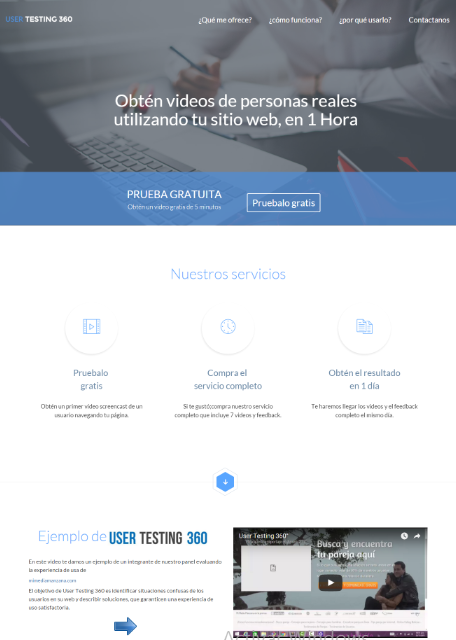 USER TESTING 360
¿Qué me ofrece?
¿cómo funciona?
¿por qué usarlo?
Contactanos
Obtén videos de personas reales
utilizando tu sitio web, en 1 Hora
PRUEBA GRATUITA
Obtén un video gratis de 5 minutos
Pruebalo gratis
Nuestros servicios
Pruebalo
gratis
Obtén un primer video screencast de un
usuario navegando tu página.
Compra el
servicio completo
Si te gustó,compra nuestro servicio
completo que incluye 7 videos y feedback.
Obtén el resultado
en 1 día
Te haremos llegar los videos y el feedback
completo el mismo día.
Ejemplo de USER TESTING 360
En este video te damos un ejemplo de un integrante de nuestro panel evaluando
la experiencia de uso de
El objetivo de User Testing 360 es identificar situaciones confusas de los
usuarios en su web o describir soluciones, que garanticen una experiencia de
uso satisfactoria.
User Testing 360°
Busca y encuentra
tu pareja aquí